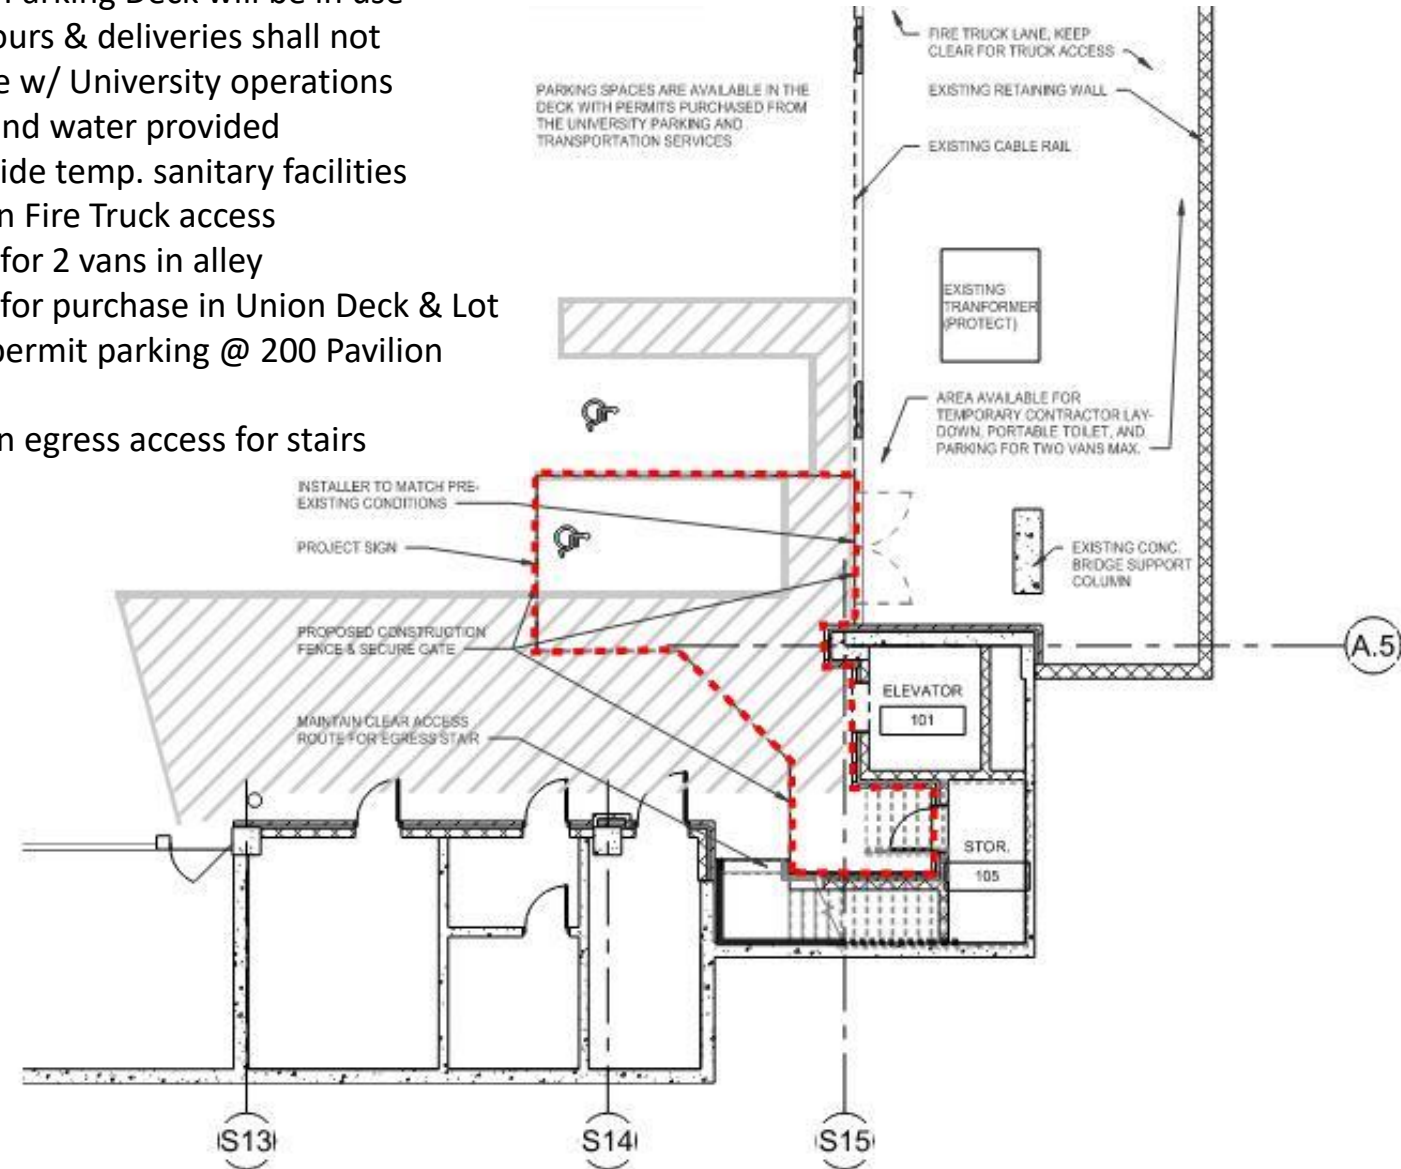 Parking Deck will be in use
ours & deliveries shall not
e w/ University operations
nd water provided
ide temp. sanitary facilities
n Fire Truck access
for 2 vans in alley
for purchase in Union Deck & Lot
permit parking @ 200 Pavilion
n egress access for stairs
PARKING SPACES ARE AVAILABLE IN THE
DECK WITH PERMITS PURCHASED FROM
THE UNIVERSITY PARKING AND
TRANSPORTATION SERVICES
FIRE TRUCK LANE, KEEP
CLEAR FOR TRUCK ACCESS
EXISTING RETAINING WALL
EXISTING CABLE RAIL
EXISTING
TRANFORMER
(PROTECT)
AREA AVAILABLE FOR
TEMPORARY CONTRACTOR LAY-
DOWN, PORTABLE TOILET, AND
PARKING FOR TWO VANS MAX.
INSTALLER TO MATCH PRE-
EXISTING CONDITIONS
PROJECT SIGN
EXISTING CONC.
BRIDGE SUPPORT
COLUMN
PROPOSED CONSTRUCTION
FENCE & SECURE GATE
A.5
ELEVATOR
101
MAINTAIN CLEAR ACCESS
ROUTE FOR EGRESS STAIR
STOR.
105
S13
S14
S15